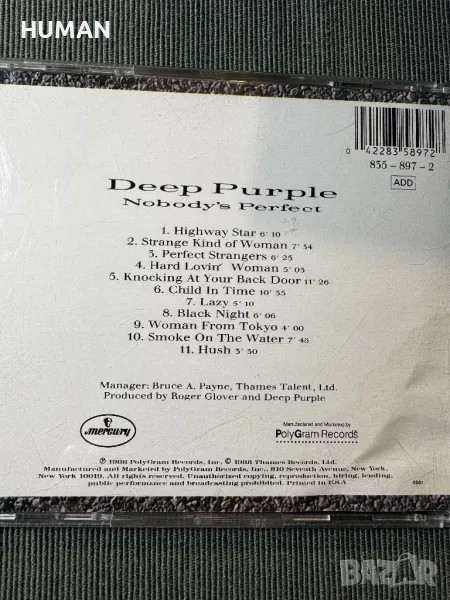 HUMAN
0 42283 58972
835-897-2
ADD
Deep Purple
Nobody's Perfect
1. Highway Star 6' 10
2. Strange Kind of Woman 7' 34
3. Perfect Strangers 6' 25
4. Hard Lovin' Woman 5' 03
5. Knocking At Your Back Door 11' 26
6. Child In Time 10' 35
7. Lazy 5' 10
8. Black Night 6' 06
9. Woman From Tokyo 4' 00
10. Smoke On The Water 7' 45
11. Hush 3' 30
Manager: Bruce A. Payne, Thames Talent, Ltd.
Produced by Roger Glover and Deep Purple
mercury
Manufactured and Marketed by
PolyGram Records
℗ 1988 PolyGram Records, Inc. © 1988 Thames Records, Ltd.
Manufactured and Marketed by PolyGram Records, Inc., 810 Seventh Avenue, New York,
New York 10019. All Rights Reserved. Unauthorized copying, reproduction, hiring, lending,
public performance and broadcasting prohibited. Printed in U.S.A
0501
BAZAR